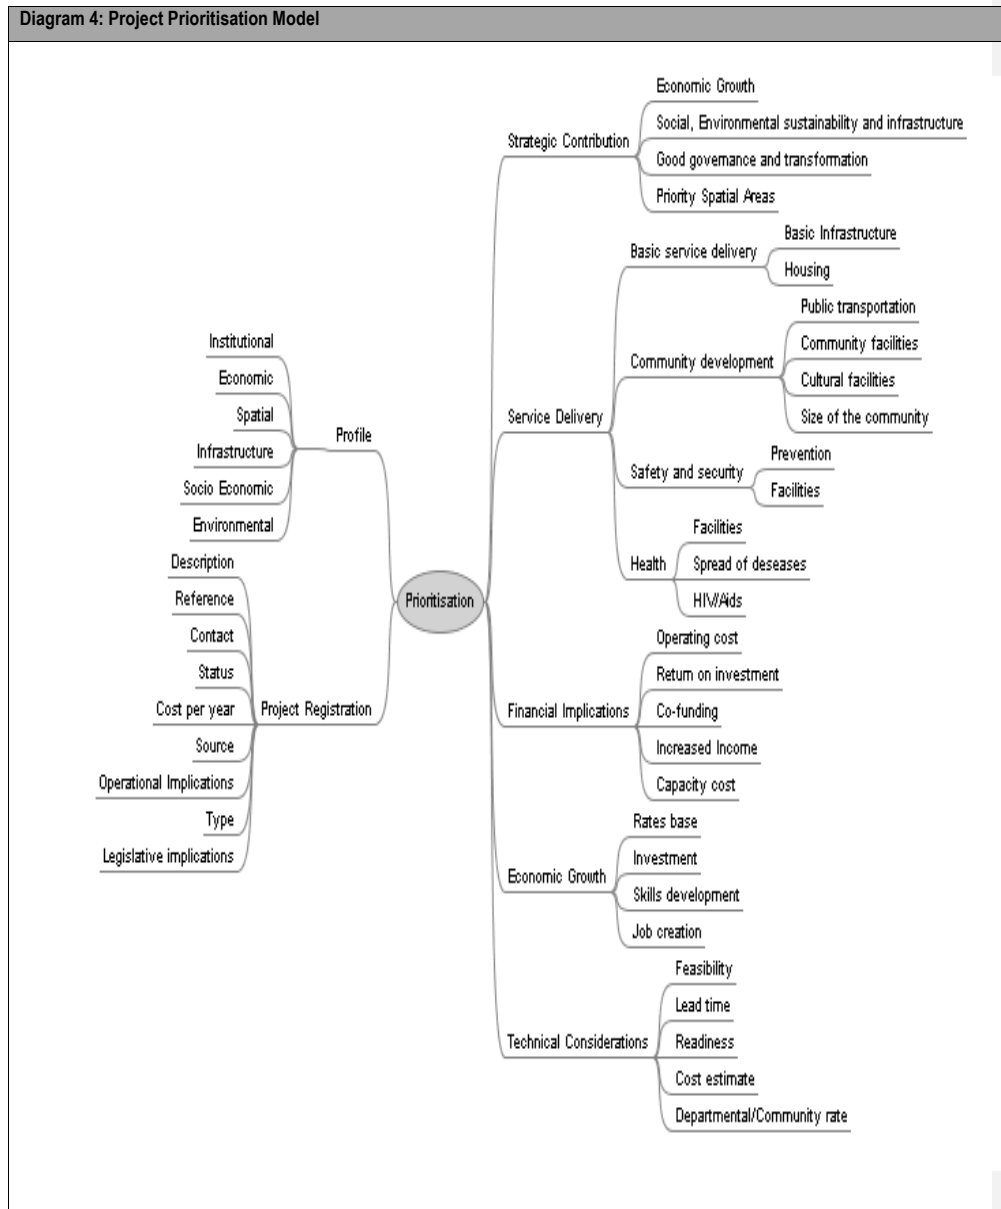 Diagram 4: Project Prioritisation Model
Economic Growth
Social, Environmental sustainability and infrastructure
Strategic Contribution
Good governance and transformation
Priority Spatial Areas
Basic Infrastructure
Basic service delivery
Housing
Public transportation
Community facilities
Community development
Cultural facilities
Size of the community
Service Delivery
Prevention
Safety and security
Facilities
Facilities
Health
Spread of deseases
HIV/Aids
Institutional
Economic
Spatial
Profile
Infrastructure
Socio Economic
Environmental
Description
Reference
Contact
Status
Cost per year
Project Registration
Source
Operational Implications
Type
Legislative implications
Prioritisation
Operating cost
Return on investment
Financial Implications
Co-funding
Increased Income
Capacity cost
Rates base
Investment
Economic Growth
Skills development
Job creation
Feasibility
Lead time
Technical Considerations
Readiness
Cost estimate
Departmental/Community rate